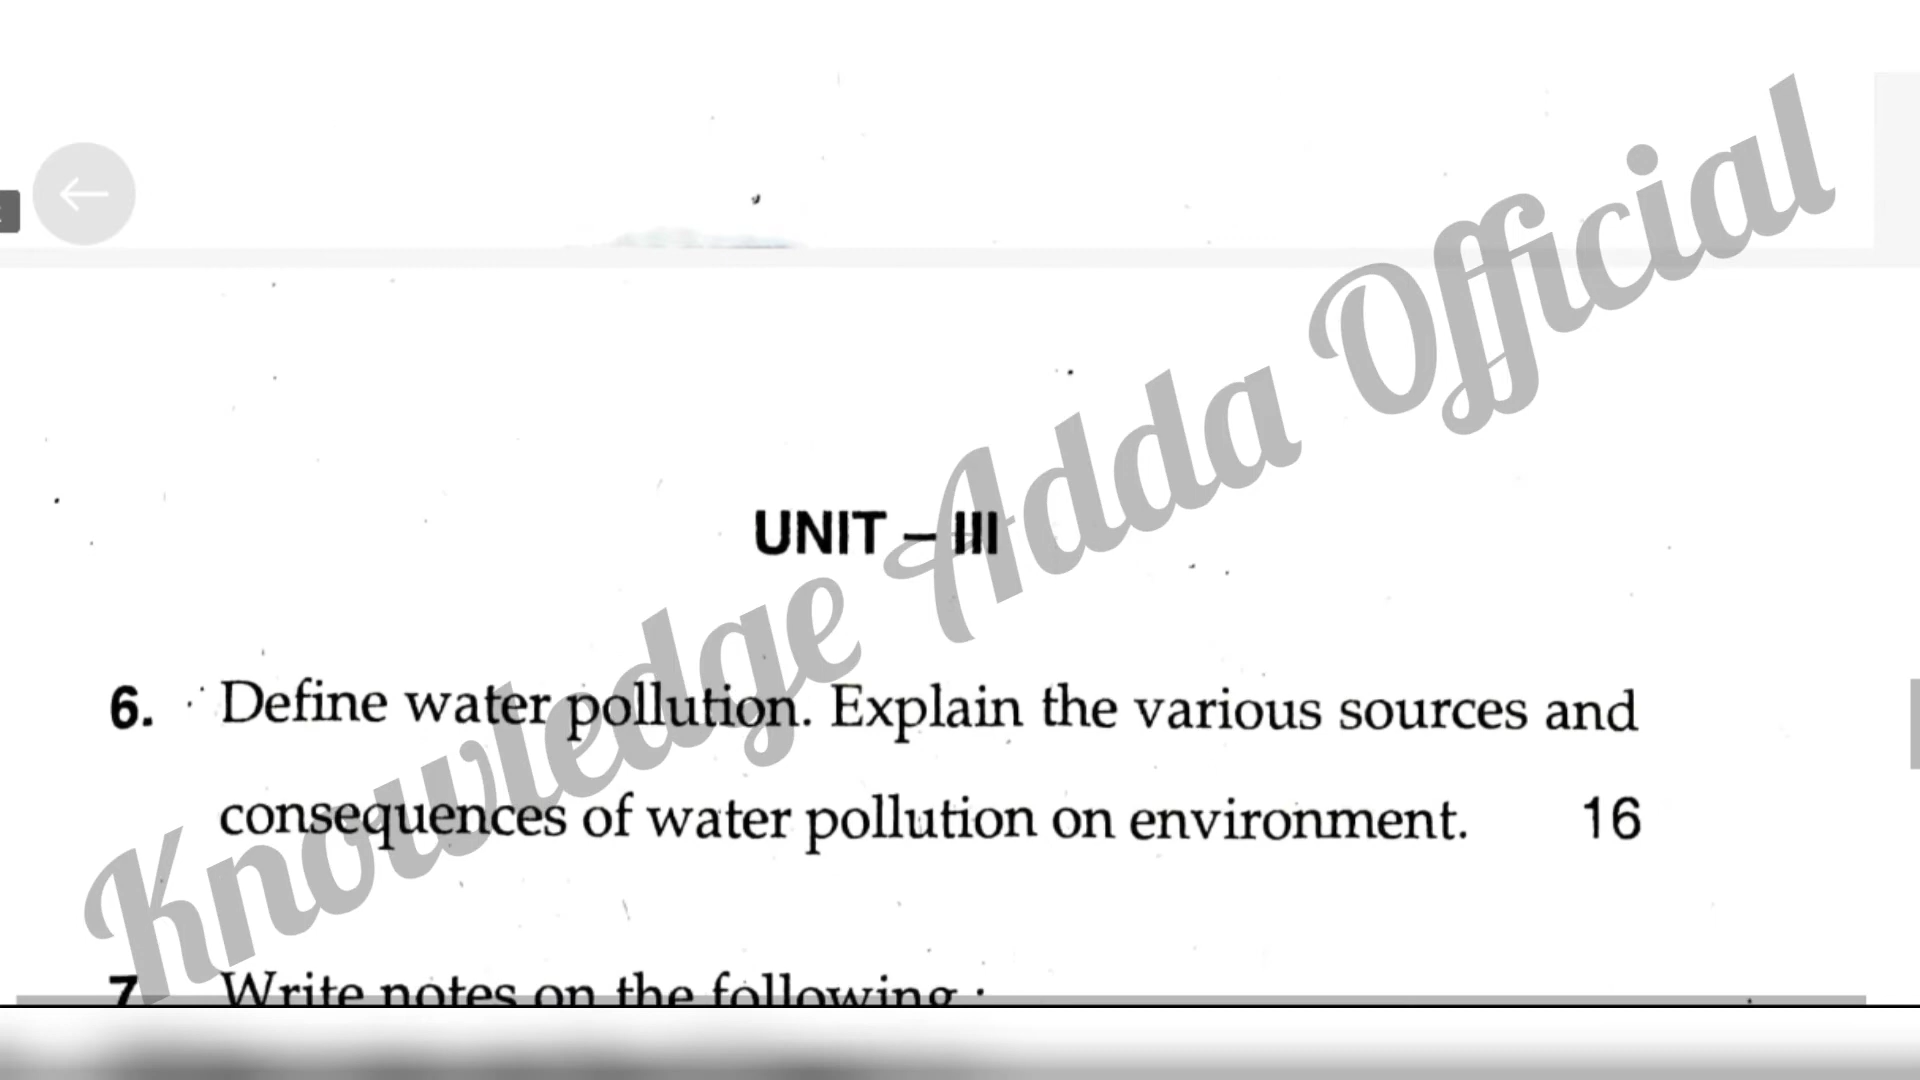 UNIT – III
6. Define water pollution. Explain the various sources and
consequences of water pollution on environment. 16
7 Write notes on the following :
Knowledge Adda Official